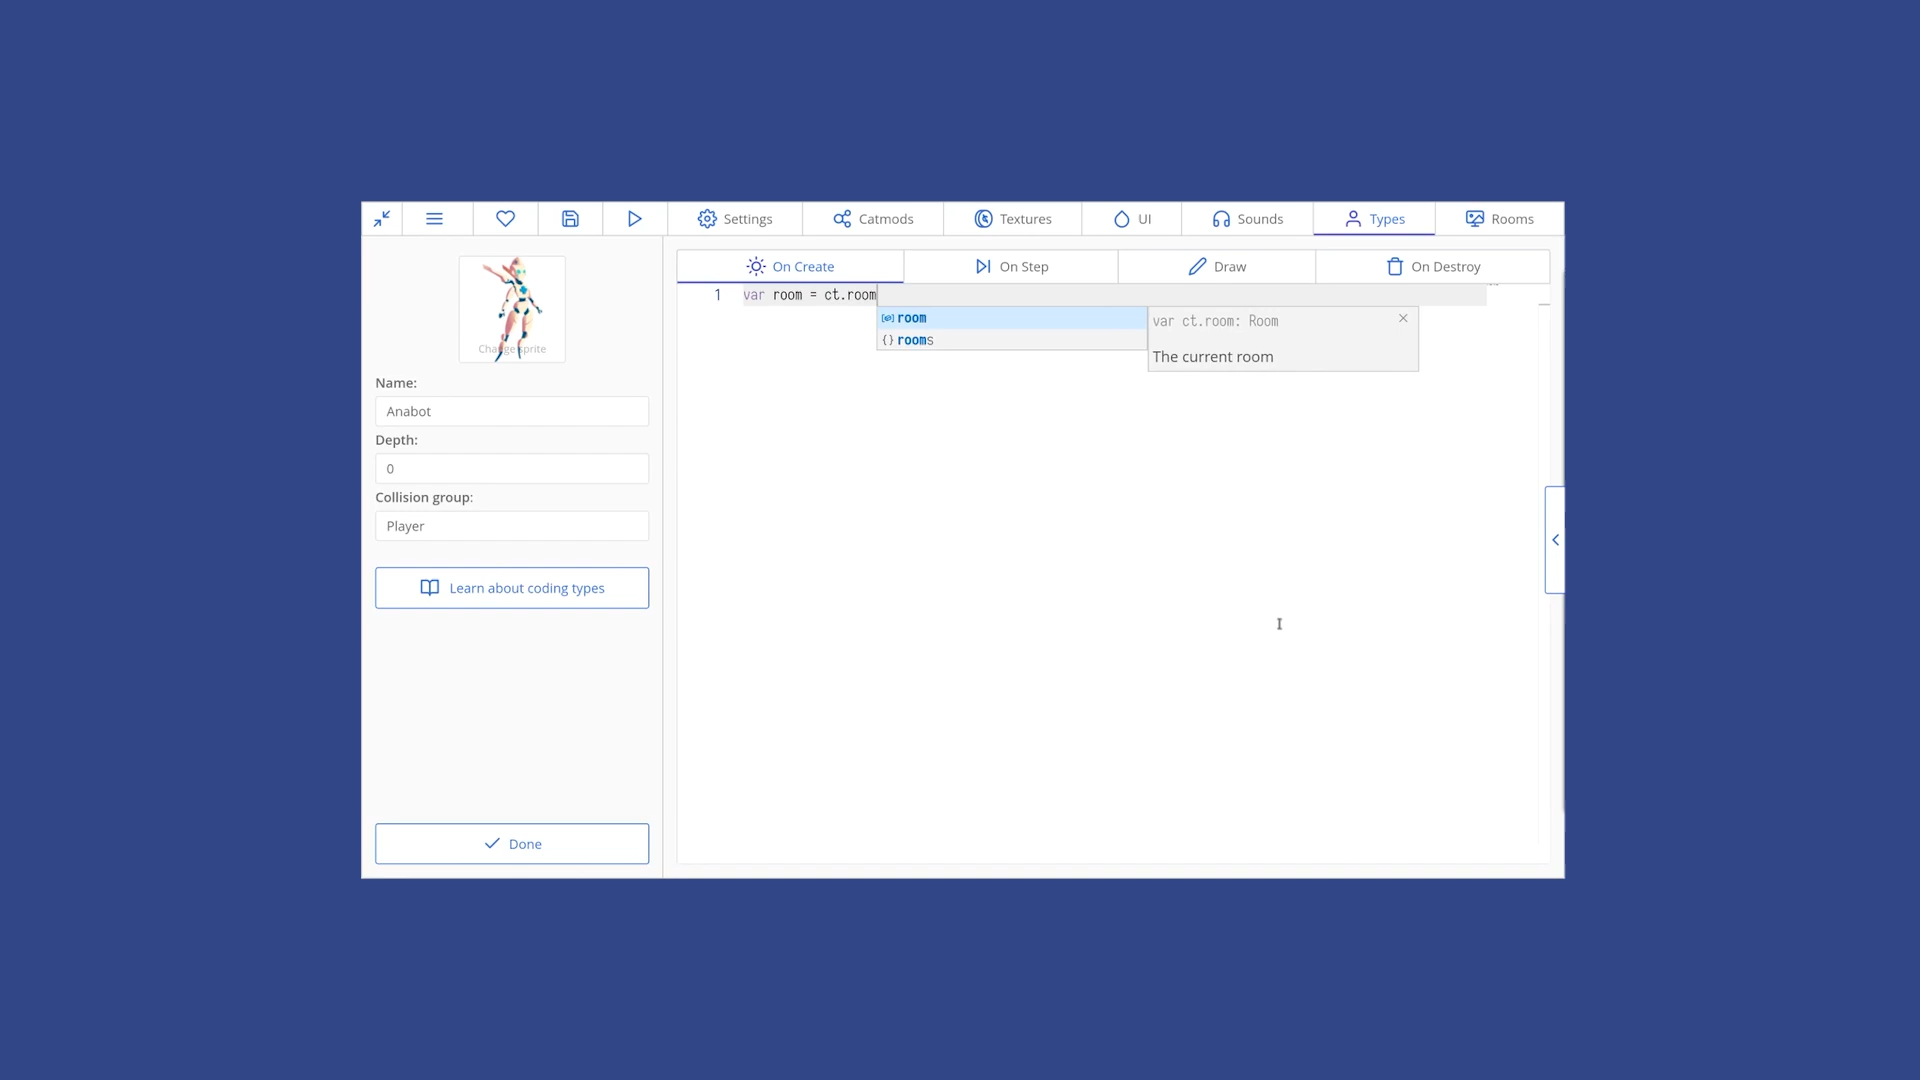 Settings
Catmods
Textures
UI
Sounds
Types
Rooms
On Create
On Step
Draw
On Destroy
Change sprite
Name:
Anabot
Depth:
0
Collision group:
Player
Learn about coding types
Done
1 var room = ct.room
room
rooms
var ct.room: Room
The current room